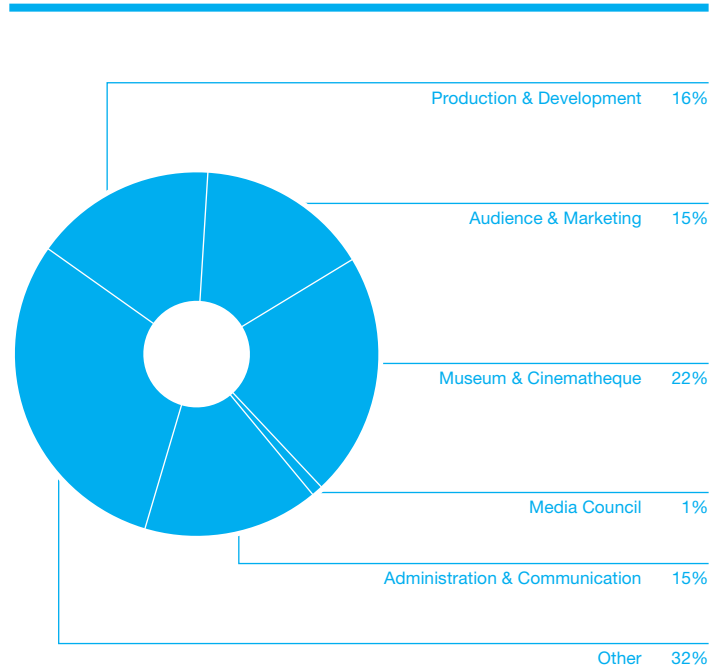 Production & Development 16%
Audience & Marketing 15%
Museum & Cinematheque 22%
Media Council 1%
Administration & Communication 15%
Other 32%